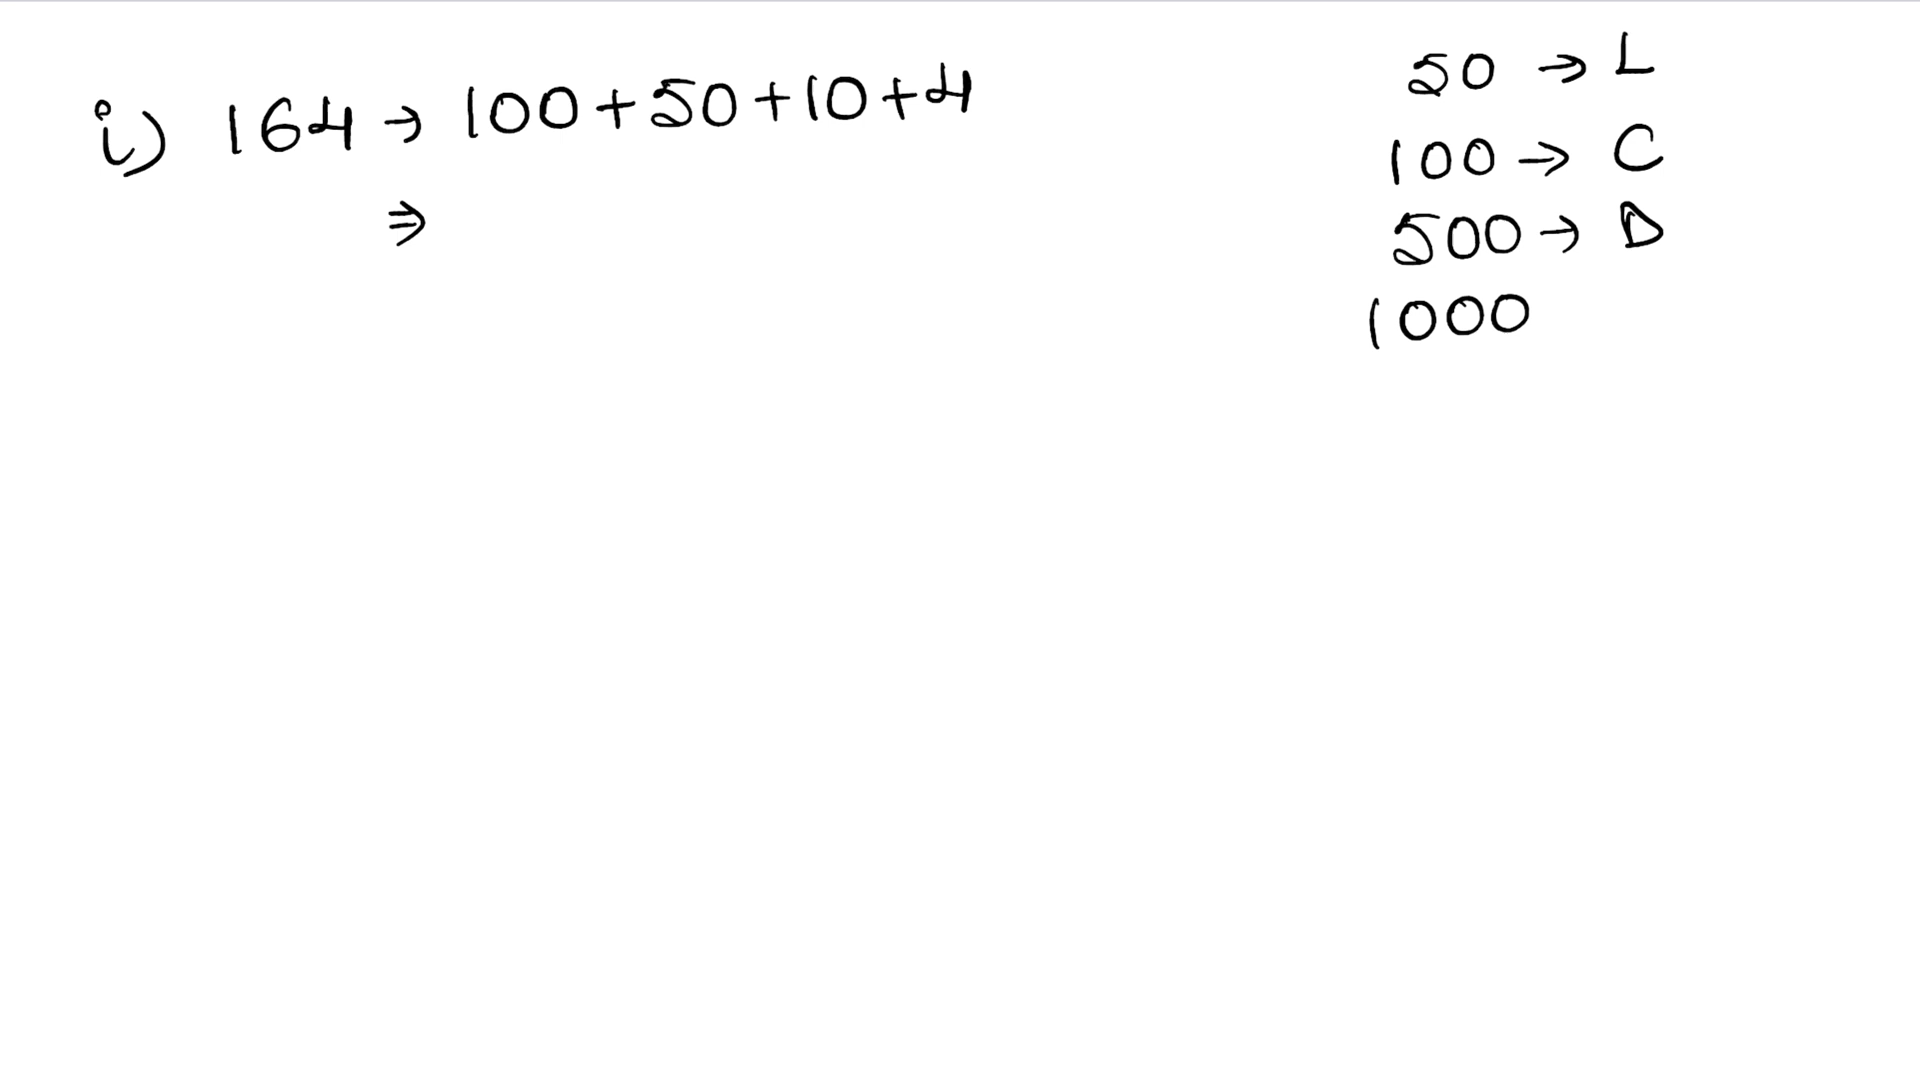 i) 164 → 100+50+10+4
⇒
50 → L
100 → C
500 → D
1000